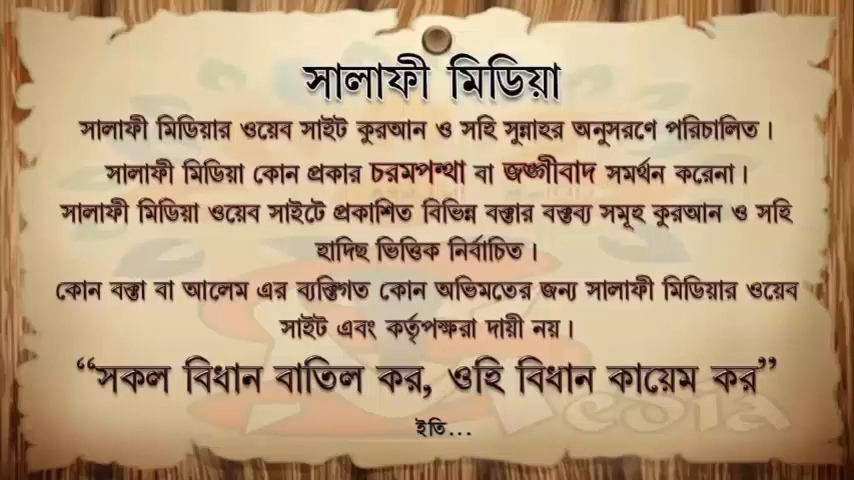 সালাফী মিডিয়া
সালাফী মিডিয়ার ওয়েব সাইট কুরআন ও সহি সুন্নাহর অনুসরণে পরিচালিত।
সালাফী মিডিয়া কোন প্রকার চরমপন্থা বা জঙ্গীবাদ সমর্থন করেনা।
সালাফী মিডিয়া ওয়েব সাইটে প্রকাশিত বিভিন্ন বক্তার বক্তব্য সমূহ কুরআন ও সহি
হাদিছ ভিত্তিক নির্বাচিত।
কোন বক্তা বা আলেম এর ব্যক্তিগত কোন অভিমতের জন্য সালাফী মিডিয়ার ওয়েব
সাইট এবং কর্তৃপক্ষরা দায়ী নয়।
“সকল বিধান বাতিল কর, ওহি বিধান কায়েম কর”
ইতি...